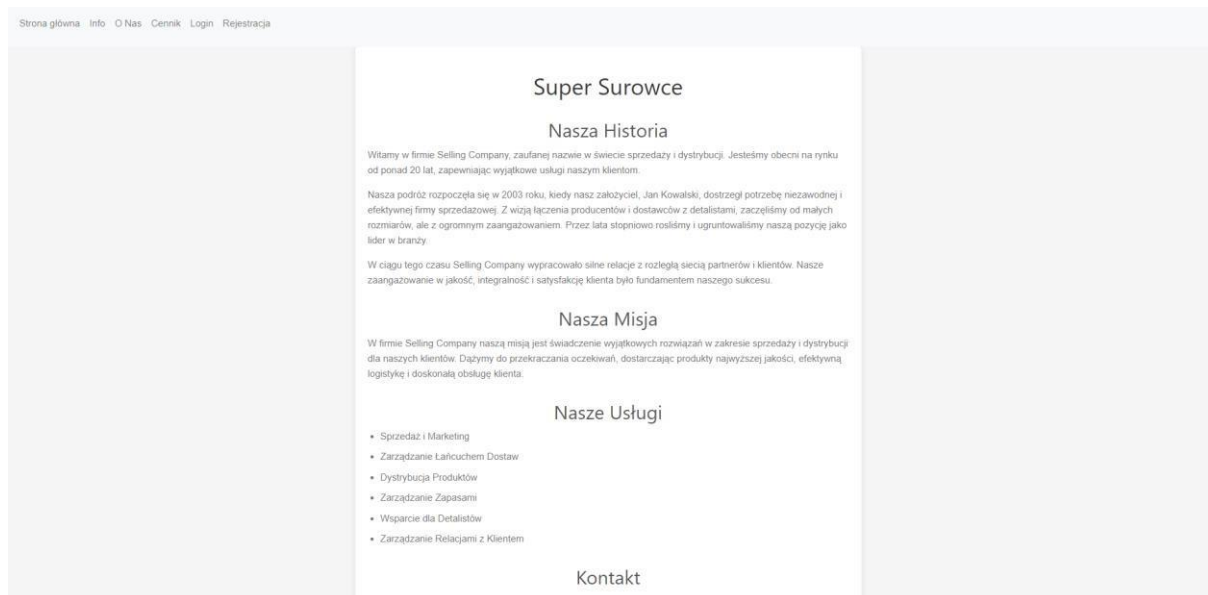 Strona główna Info O Nas Cennik Login Rejestracja
Super Surowce
Nasza Historia
Witamy w firmie Selling Company, zaufanej nazwie w świecie sprzedaży i dystrybucji. Jesteśmy obecni na rynku
od ponad 20 lat, zapewniając wyjątkowe usługi naszym klientom.
Nasza podróż rozpoczęła się w 2003 roku, kiedy nasz założyciel, Jan Kowalski, dostrzegł potrzebę niezawodnej i
efektywnej firmy sprzedażowej. Z wizją łączenia producentów i dostawców z detalistami, zaczęliśmy od małych
rozmiarów, ale z ogromnym zaangażowaniem. Przez lata stopniowo rosliśmy i ugruntowaliśmy naszą pozycję jako
lider w branży.
W ciągu tego czasu Selling Company wypracowało silne relacje z rozległą siecią partnerów i klientów. Nasze
zaangażowanie w jakość, integralność i satysfakcję klienta było fundamentem naszego sukcesu.
Nasza Misja
W firmie Selling Company naszą misją jest świadczenie wyjątkowych rozwiązań w zakresie sprzedaży i dystrybucji
dla naszych klientów. Dążymy do przekraczania oczekiwań, dostarczając produkty najwyższej jakości, efektywną
logistykę i doskonałą obsługę klienta.
Nasze Usługi
• Sprzedaż i Marketing
• Zarządzanie Łańcuchem Dostaw
• Dystrybucja Produktów
• Zarządzanie Zapasami
• Wsparcie dla Detalistów
• Zarządzanie Relacjami z Klientem
Kontakt